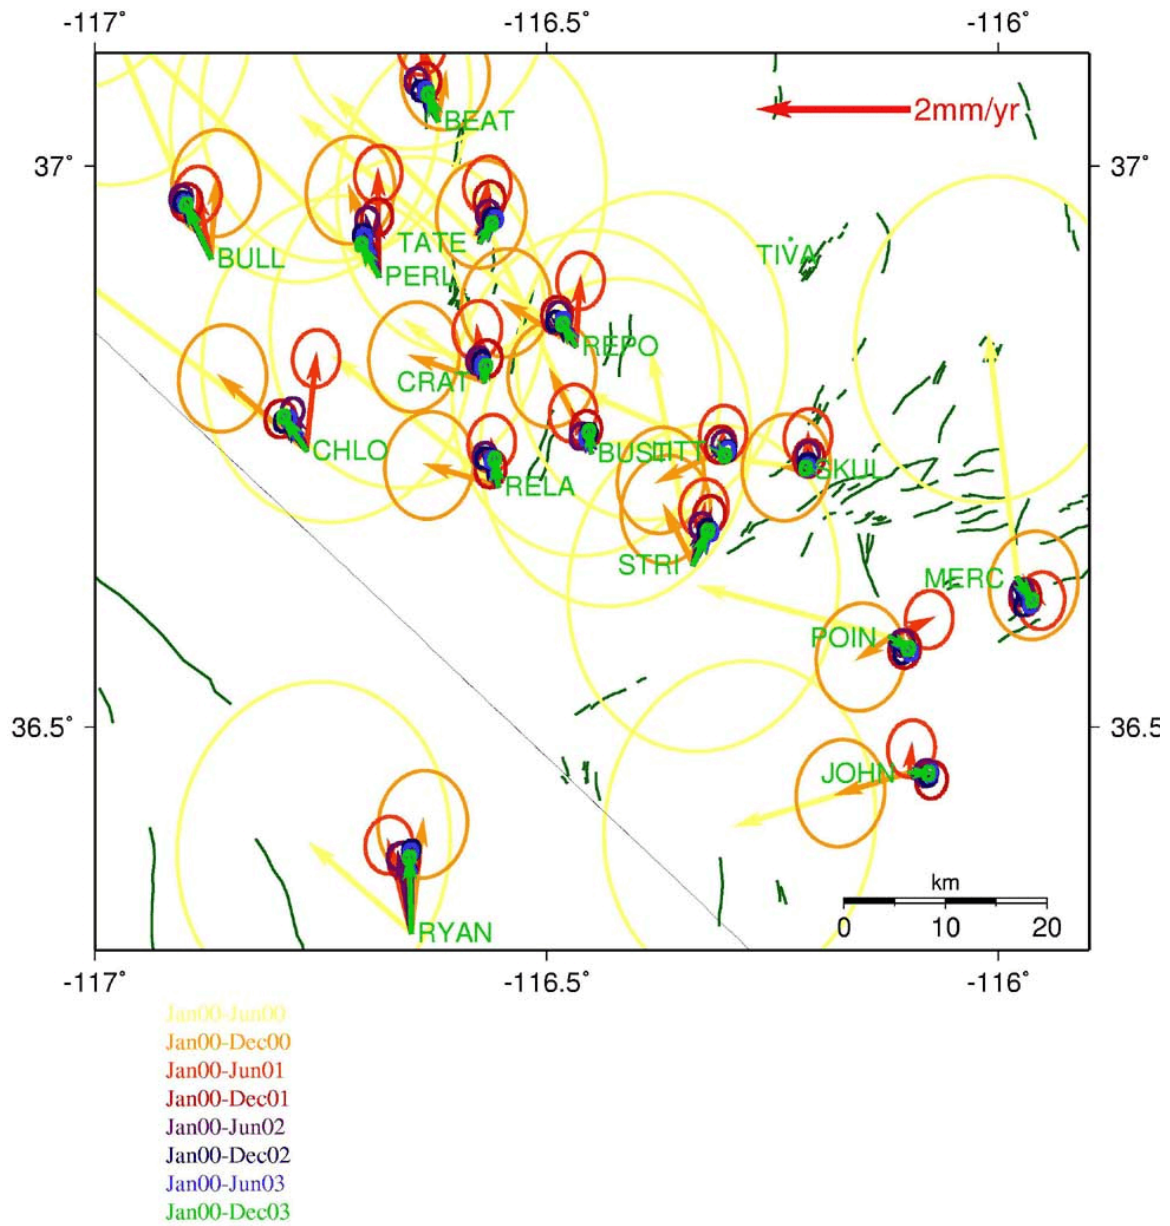 -117° -116.5 -116°
BEAT
2mm/yr
37° 37°
BULL
TATE
TIVA
PERL
REPO
CRAT
CHLO
BUST LITT
SKUL
RELA
STRI
MERC
POIN
36.5° 36.5
JOHN
km
0 10 20
RYAN
-117° -116.5° -116°
Jan00-Jun00
Jan00-Dec00
Jan00-Jun01
Jan00-Dec01
Jan00-Jun02
Jan00-Dec02
Jan00-Jun03
Jan00-Dec03